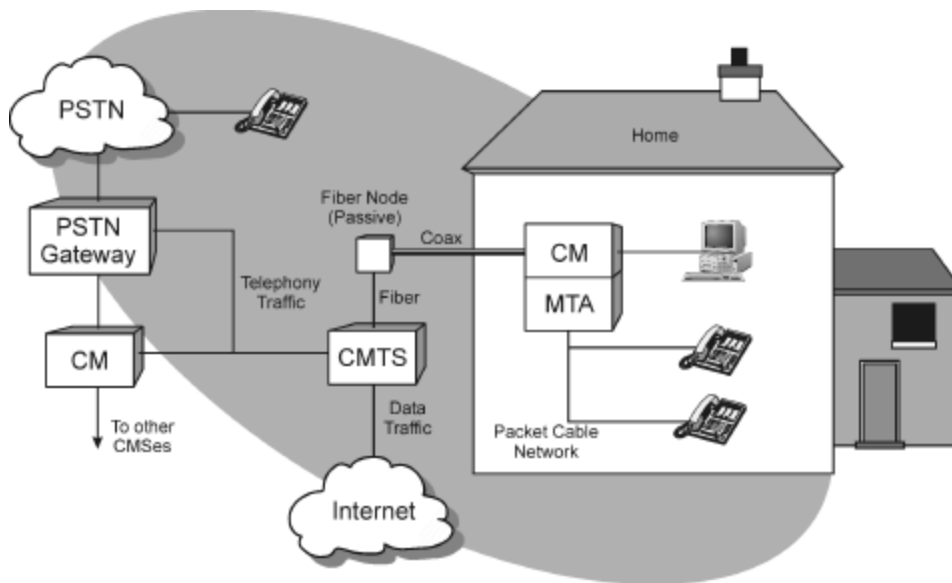 PSTN
Home
Fiber Node
(Passive)
PSTN
Gateway
Coax
CM
Telephony
Traffic
Fiber
MTA
CM
CMTS
To other
CMSes
Data
Traffic
Packet Cable
Network
Internet